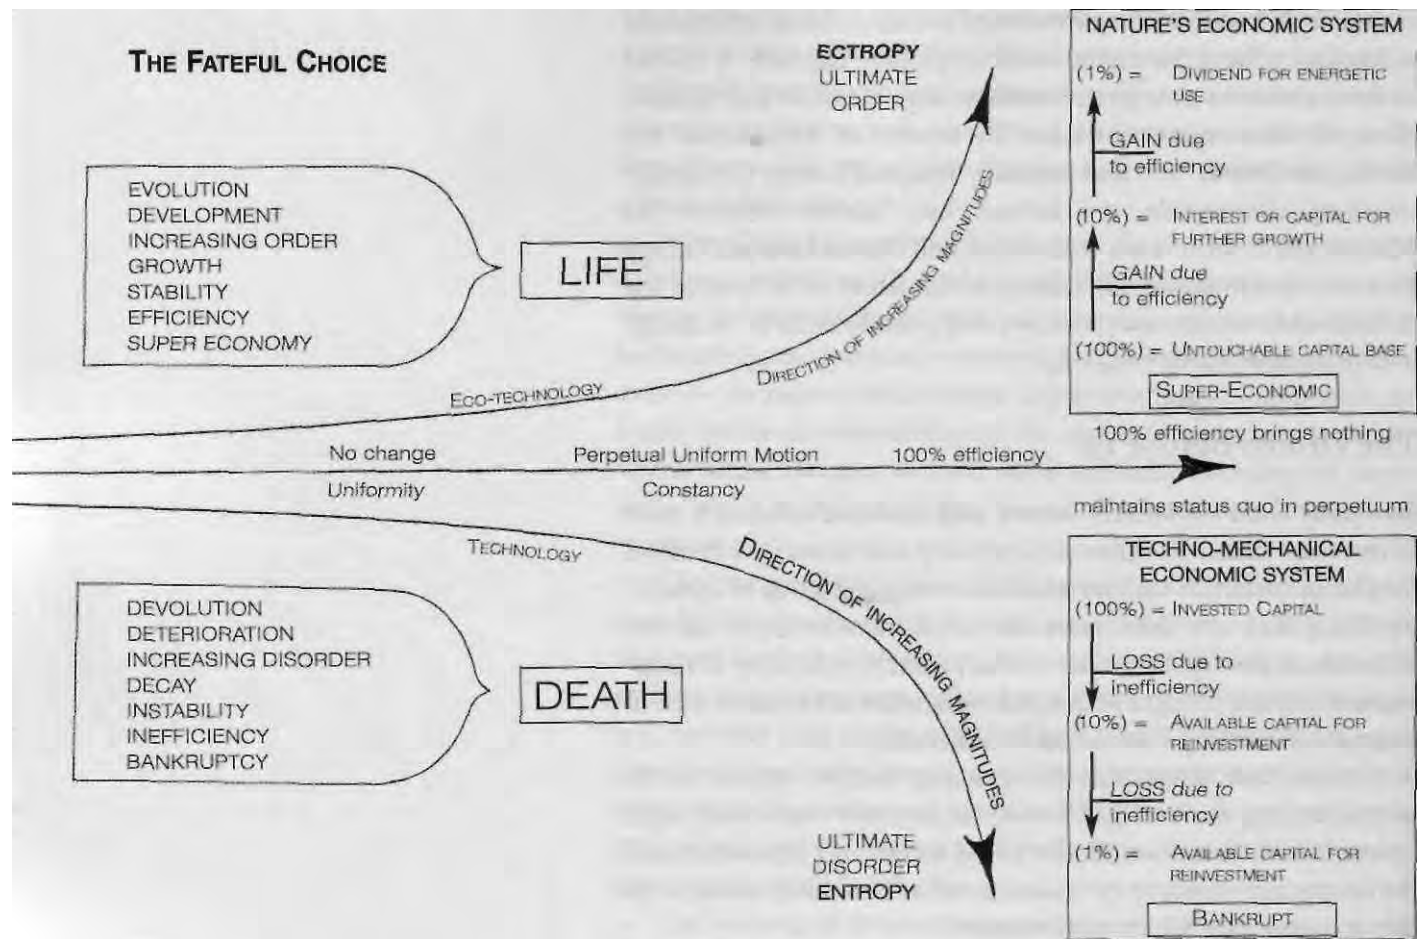 THE FATEFUL CHOICE
EVOLUTION
DEVELOPMENT
INCREASING ORDER
GROWTH
STABILITY
EFFICIENCY
SUPER ECONOMY
LIFE
ECTROPY
ULTIMATE
ORDER
ECO-TECHNOLOGY
DIRECTION OF INCREASING MAGNITUDES
No change
Perpetual Uniform Motion
100% efficiency
Uniformity
Constancy
TECHNOLOGY
DIRECTION OF INCREASING MAGNITUDES
DEVOLUTION
DETERIORATION
INCREASING DISORDER
DECAY
INSTABILITY
INEFFICIENCY
BANKRUPTCY
DEATH
ULTIMATE
DISORDER
ENTROPY
NATURE'S ECONOMIC SYSTEM
(1%) = DIVIDEND FOR ENERGETIC
USE
GAIN due
to efficiency
(10%) = INTEREST OR CAPITAL FOR
FURTHER GROWTH
GAIN due
to efficiency
(100%) = UNTOUCHABLE CAPITAL BASE
SUPER-ECONOMIC
100% efficiency brings nothing
maintains status quo in perpetuum
TECHNO-MECHANICAL
ECONOMIC SYSTEM
(100%) = INVESTED CAPITAL
LOSS due to
inefficiency
(10%) = AVAILABLE CAPITAL FOR
REINVESTMENT
LOSS due to
inefficiency
(1%) = AVAILABLE CAPITAL FOR
REINVESTMENT
BANKRUPT